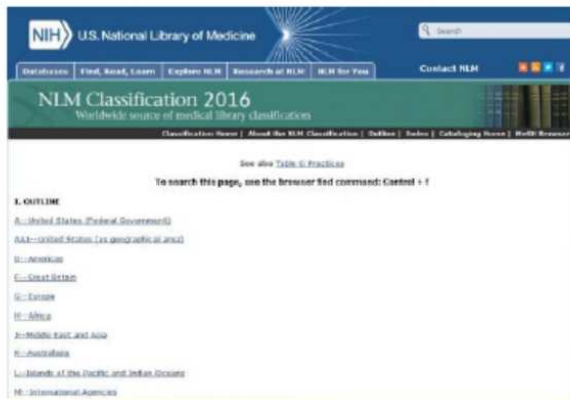 NIH U.S. National Library of Medicine
Search
Databases Find, Read, Learn Explore NLM Research at NLM NLM for You Contact NLM
NLM Classification 2016
Worldwide source of medical library classification
Classification Home | About the NLM Classification | Outline | Index | Cataloging Home | MeSH Browser
See also Table G Practices
To search this page, use the browser find command: Control + f
I. OUTLINE
A--United States (Federal Government)
AA1--United States (as geographical area)
D--Americas
F--Great Britain
G--Europe
H--Africa
J--Middle East and Asia
K--Australasia
L--Islands of the Pacific and Indian Oceans
M--International Agencies